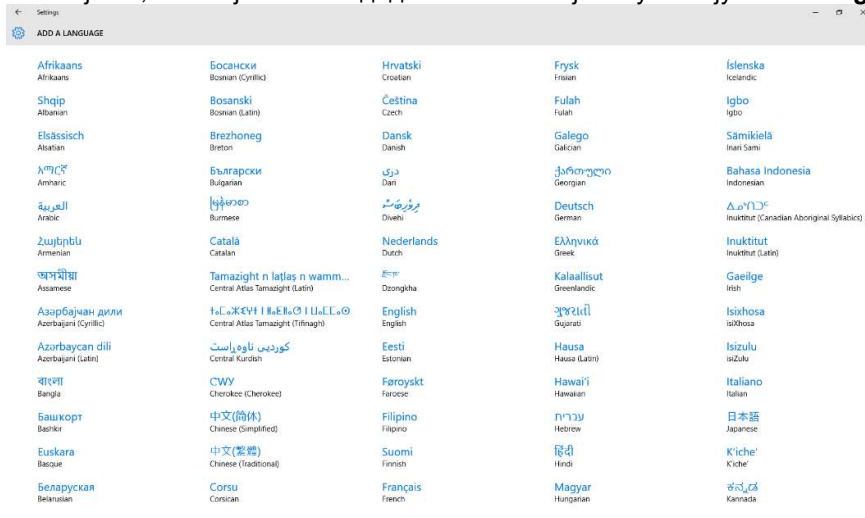 Settings
ADD A LANGUAGE
Afrikaans
Afrikaans
Shqip
Albanian
Elsässisch
Alsatian
አማርኛ
Amharic
العربية
Arabic
Հայերեն
Armenian
অসমীয়া
Assamese
Азәрбајҹан дили
Azerbaijani (Cyrillic)
Azərbaycan dili
Azerbaijani (Latin)
বাংলা
Bangla
Башҡорт
Bashkir
Euskara
Basque
Беларуская
Belarusian
Босански
Bosnian (Cyrillic)
Bosanski
Bosnian (Latin)
Brezhoneg
Breton
Български
Bulgarian
မြန်မာစာ
Burmese
Català
Catalan
Tamazight n laṭlaṣ n wamm...
Central Atlas Tamazight (Latin)
Central Atlas Tamazight (Tifinagh)
کوردیی ناوەڕاست
Central Kurdish
ᏣᎳᎩ
Cherokee (Cherokee)
中文(简体)
Chinese (Simplified)
中文(繁體)
Chinese (Traditional)
Corsu
Corsican
Hrvatski
Croatian
Čeština
Czech
Dansk
Danish
درى
Dari
ދިވެހިބަސް
Divehi
Nederlands
Dutch
Dzongkha
English
English
Eesti
Estonian
Føroyskt
Faroese
Filipino
Filipino
Suomi
Finnish
Français
French
Frysk
Frisian
Fulah
Fulah
Galego
Galician
ქართული
Georgian
Deutsch
German
Ελληνικά
Greek
Kalaallisut
Greenlandic
ગુજરાતી
Gujarati
Hausa
Hausa (Latin)
Hawaiʻi
Hawaiian
עברית
Hebrew
हिंदी
Hindi
Magyar
Hungarian
Íslenska
Icelandic
Igbo
Igbo
Sämikielâ
Inari Sami
Bahasa Indonesia
Indonesian
ᐃᓄᒃᑎᑐᑦ
Inuktitut (Canadian Aboriginal Syllabics)
Inuktitut
Inuktitut (Latin)
Gaeilge
Irish
Isixhosa
isiXhosa
Isizulu
isiZulu
Italiano
Italian
日本語
Japanese
K'iche'
K'iche'
ಕನ್ನಡ
Kannada